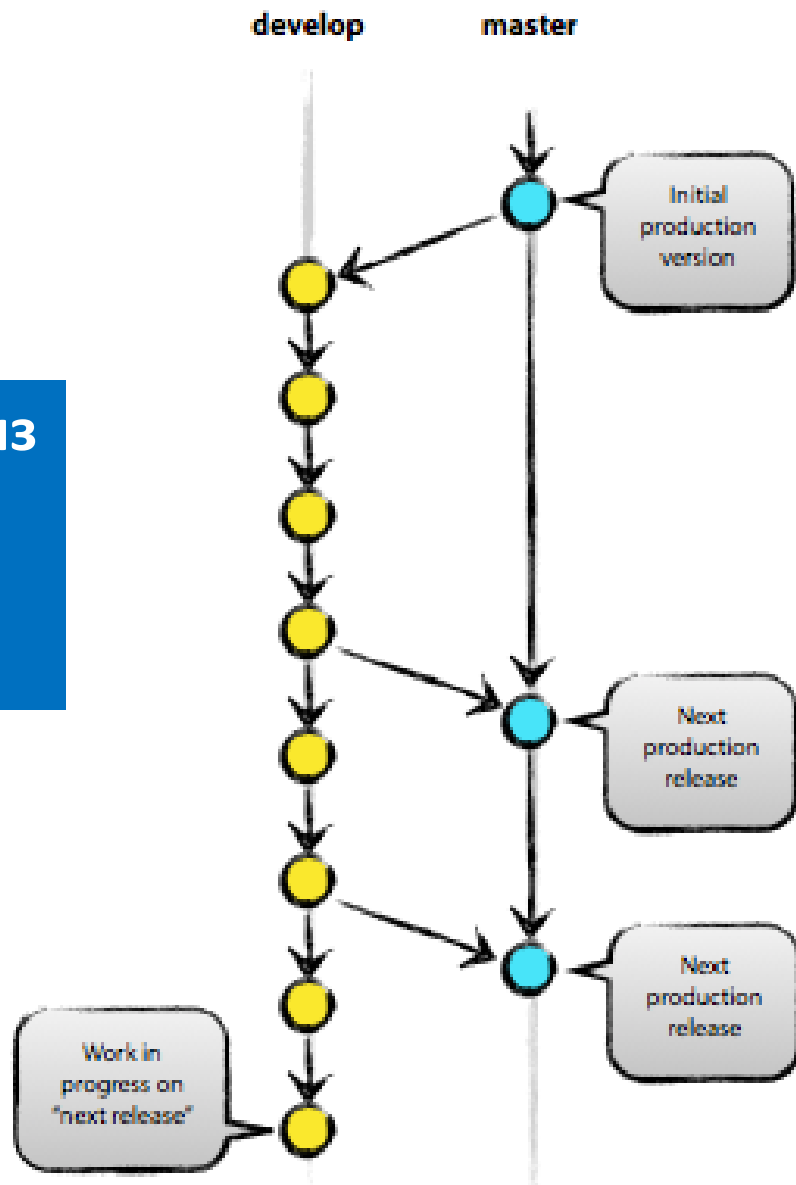 develop
master
Initial
production
version
13
Next
production
release
Next
production
release
Work in
progress on
"next release"